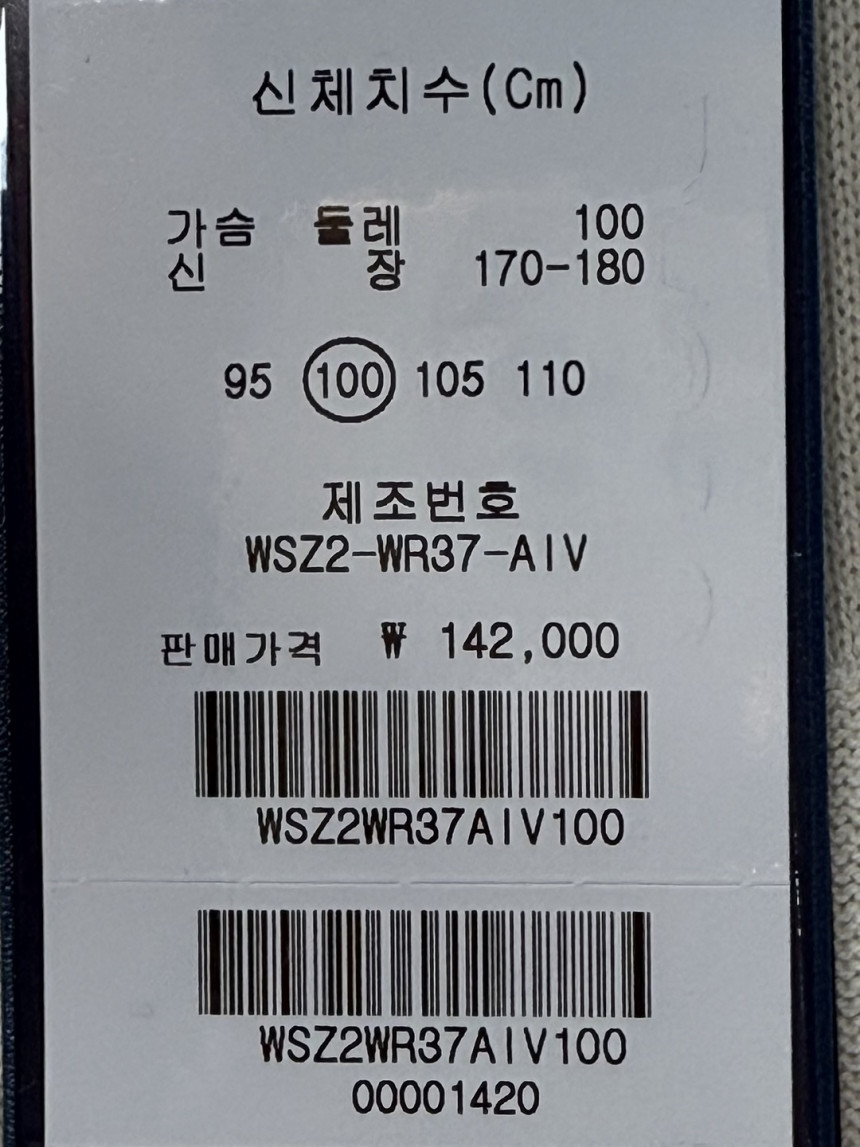 신체치수(Cm)
가슴 둘레 100
신 장 170-180
95 100 105 110
제조번호
WSZ2-WR37-AIV
판매가격 ₩ 142,000
WSZ2WR37AIV100
WSZ2WR37AIV100
00001420